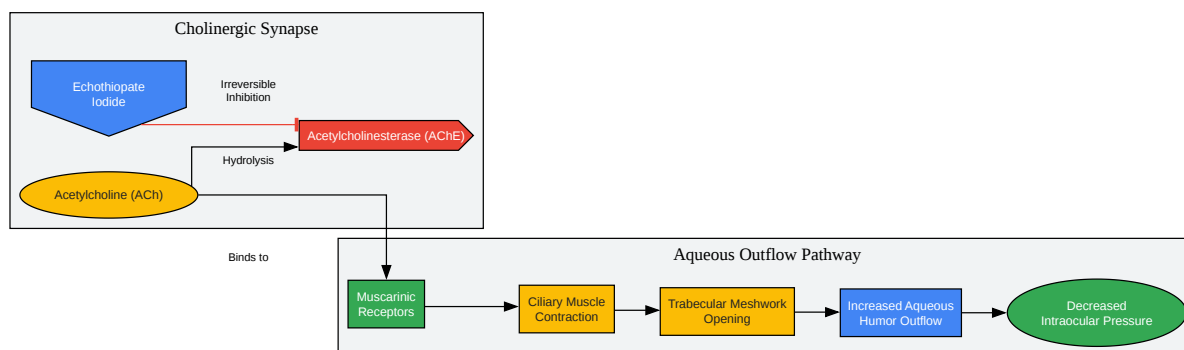 Cholinergic Synapse
Echothiopate
Iodide
Irreversible
Inhibition
Acetylcholinesterase (AChE)
Hydrolysis
Acetylcholine (ACh)
Binds to
Aqueous Outflow Pathway
Muscarinic
Receptors
Ciliary Muscle
Contraction
Trabecular Meshwork
Opening
Increased Aqueous
Humor Outflow
Decreased
Intraocular Pressure